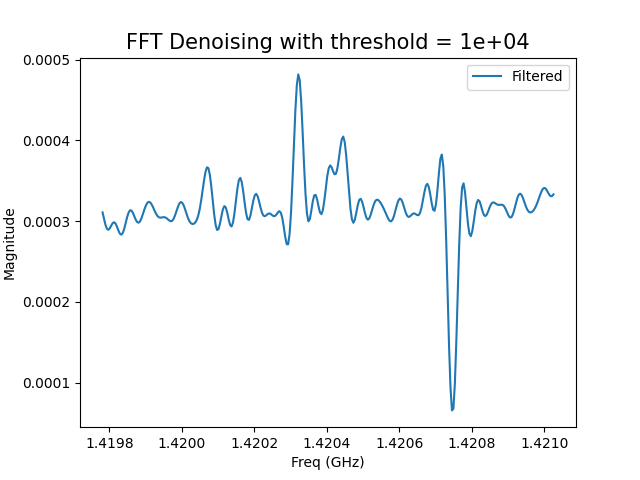 FFT Denoising with threshold = 1e+04
Filtered
0.0005
0.0004
0.0003
0.0002
0.0001
Magnitude
1.4198 1.4200 1.4202 1.4204 1.4206 1.4208 1.4210
Freq (GHz)